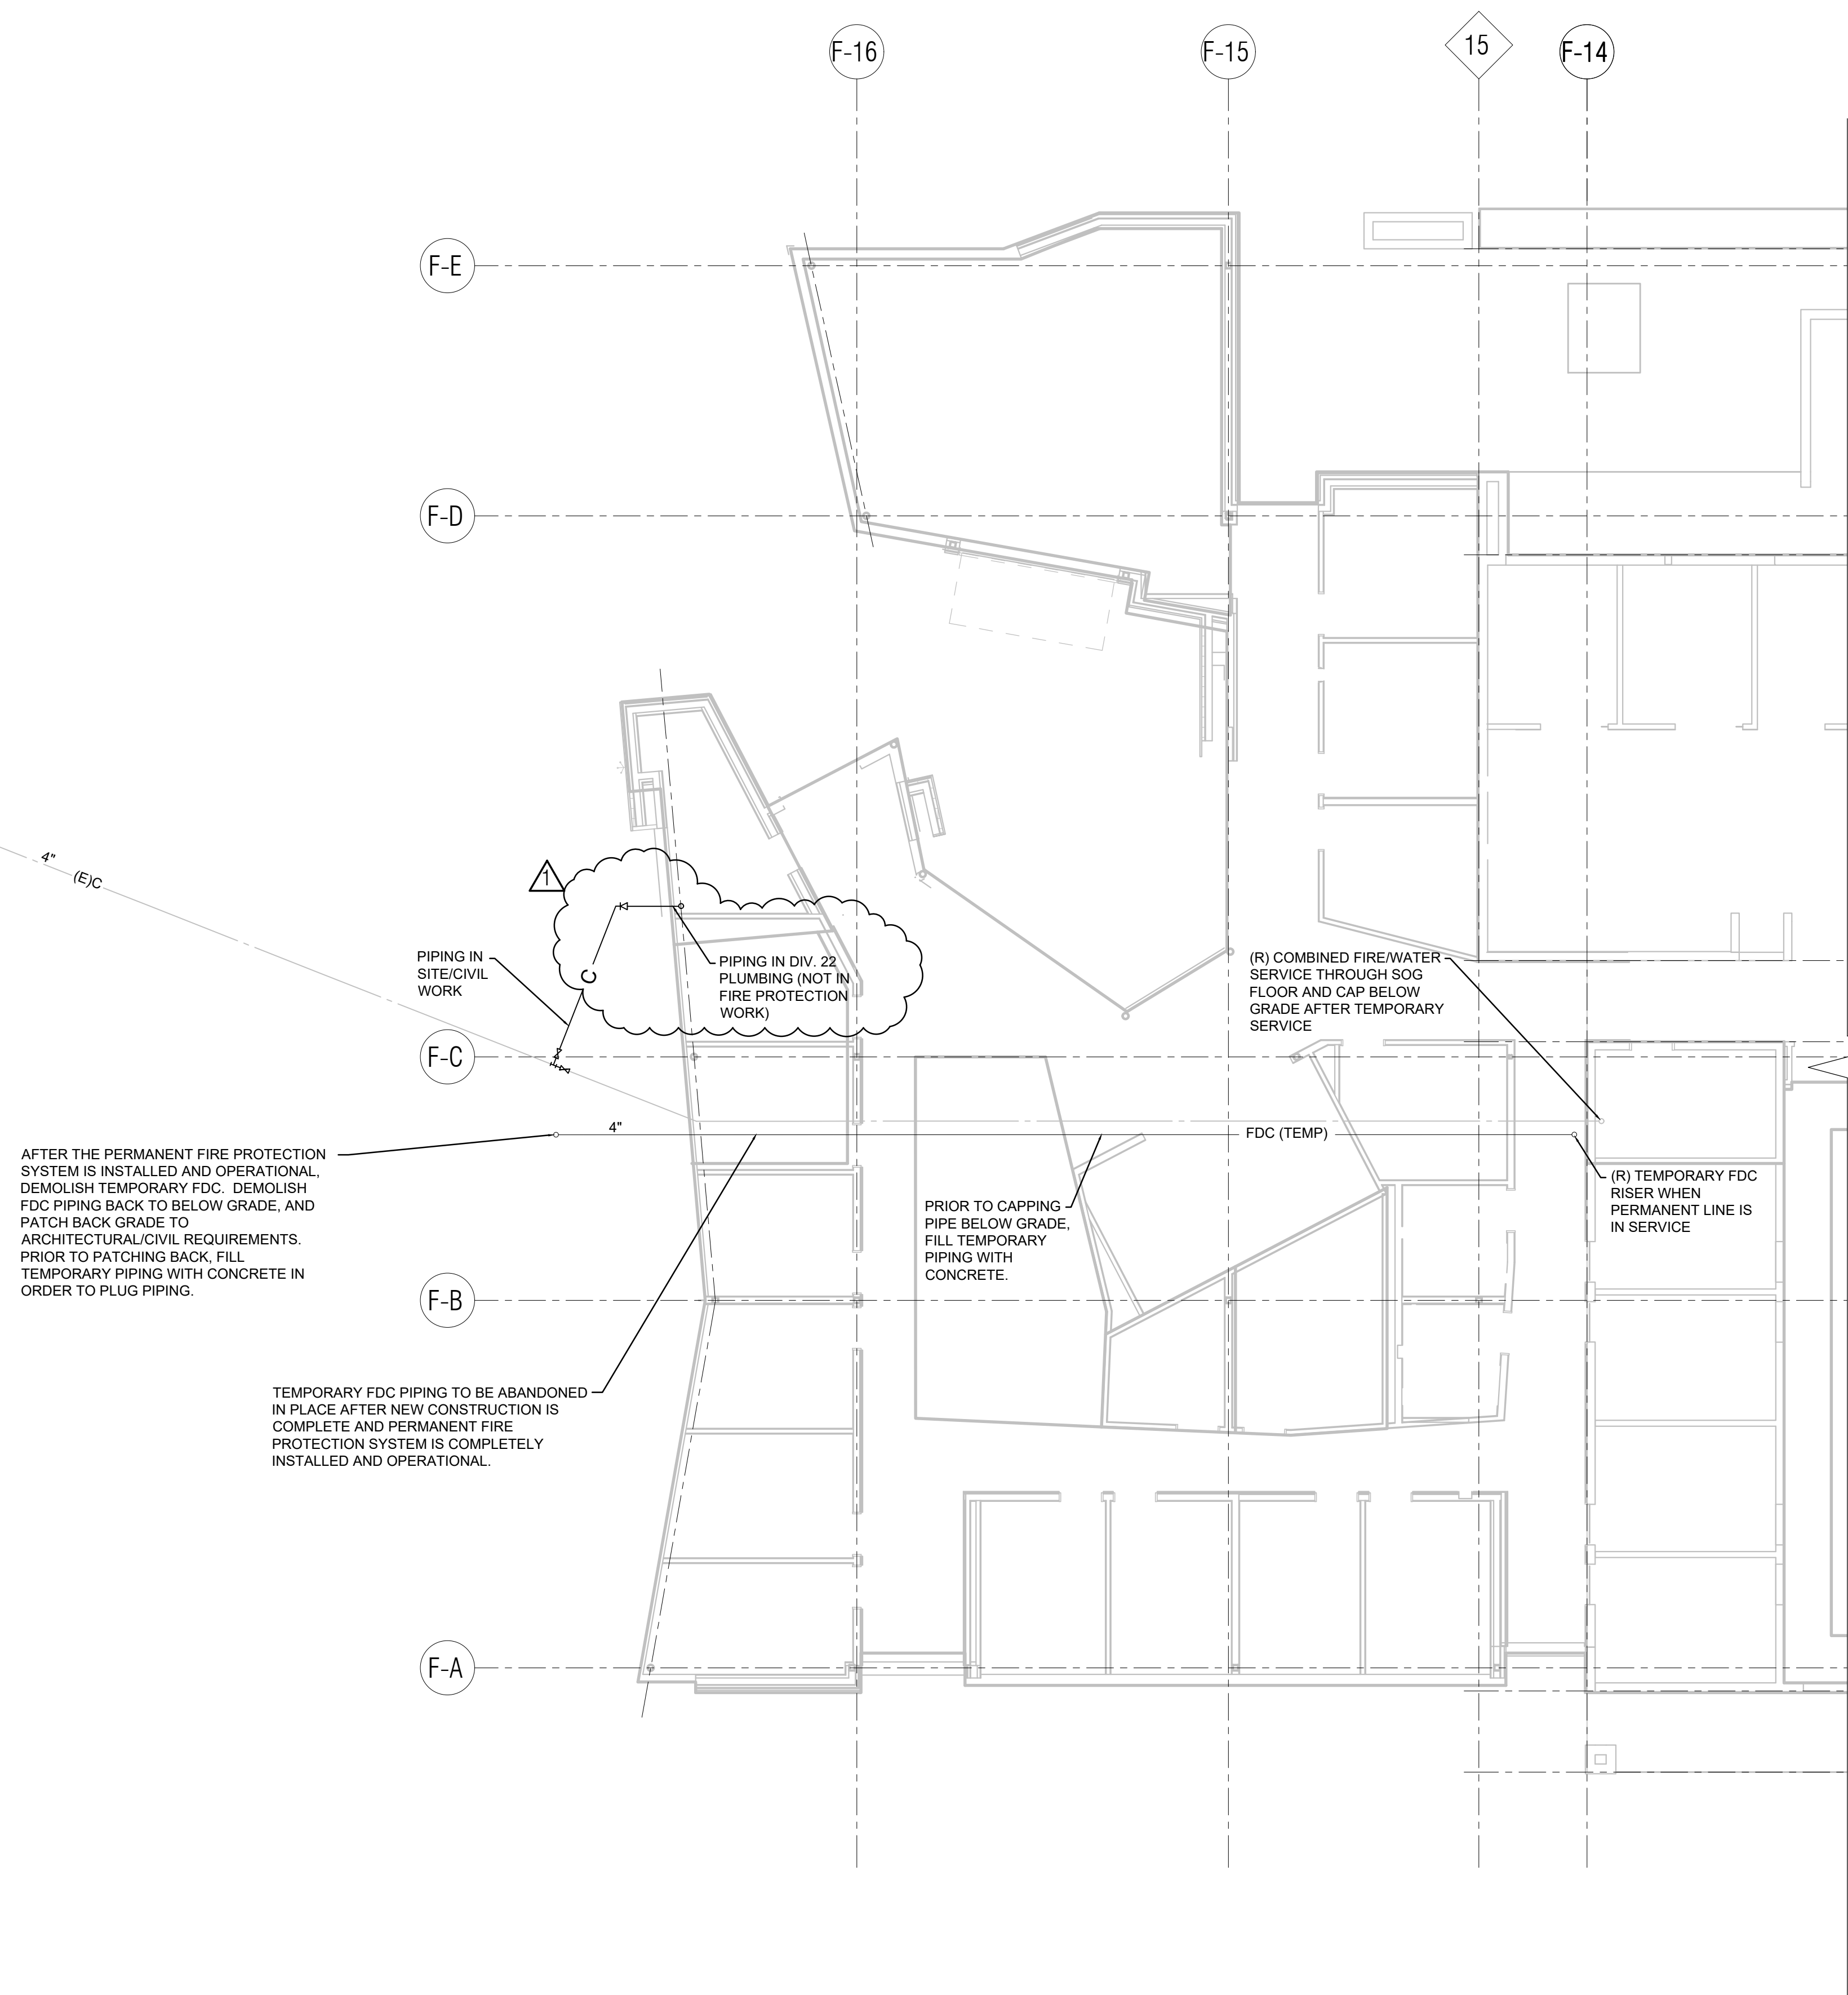 F-16
F-15
15
F-14
F-E
F-D
4"
(E)C
1
C
PIPING IN
SITE/CIVIL
WORK
PIPING IN DIV. 22
PLUMBING (NOT IN
FIRE PROTECTION
WORK)
(R) COMBINED FIRE/WATER
SERVICE THROUGH SOG
FLOOR AND CAP BELOW
GRADE AFTER TEMPORARY
SERVICE
F-C
4"
FDC (TEMP)
AFTER THE PERMANENT FIRE PROTECTION
SYSTEM IS INSTALLED AND OPERATIONAL,
DEMOLISH TEMPORARY FDC. DEMOLISH
FDC PIPING BACK TO BELOW GRADE, AND
PATCH BACK GRADE TO
ARCHITECTURAL/CIVIL REQUIREMENTS.
PRIOR TO PATCHING BACK, FILL
TEMPORARY PIPING WITH CONCRETE IN
ORDER TO PLUG PIPING.
PRIOR TO CAPPING
PIPE BELOW GRADE,
FILL TEMPORARY
PIPING WITH
CONCRETE.
(R) TEMPORARY FDC
RISER WHEN
PERMANENT LINE IS
IN SERVICE
F-B
TEMPORARY FDC PIPING TO BE ABANDONED
IN PLACE AFTER NEW CONSTRUCTION IS
COMPLETE AND PERMANENT FIRE
PROTECTION SYSTEM IS COMPLETELY
INSTALLED AND OPERATIONAL.
F-A